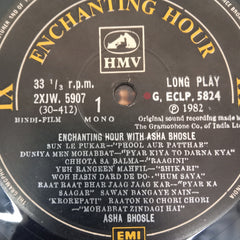 ENCHANTING HOUR
HMV
33 1/3 r.p.m.
LONG PLAY
2XJW. 5907
1
G. ECLP. 5824
(30-412)
℗ 1982
HINDI-FILM
MONO
Original sound recording made
The Gramophone Co. of India Ltd
ENCHANTING HOUR WITH ASHA BHOSLE
SUN LE PUKAR—"PHOOL AUR PATTHAR"
DUNIYA MEN MOHABBAT—"PYAR KIYA TO DARNA KYA"
CHHOTA SA BALMA—"RAAGINI"
YEH RANGEEN MAHFIL—"SHIKARI"
WOH HASIN DARD DE DO—"HUM SAYA"
BAAT BAAT BHAR JAAG JAAG KAR—"PYAR KA
SAAGAR" SAWAN BANGAYE NAIN—
"KROREPATI" RAATON KO CHORI CHORI
—"MOHABBAT ZINDAGI HAI"
ASHA BHOSLE
EMI